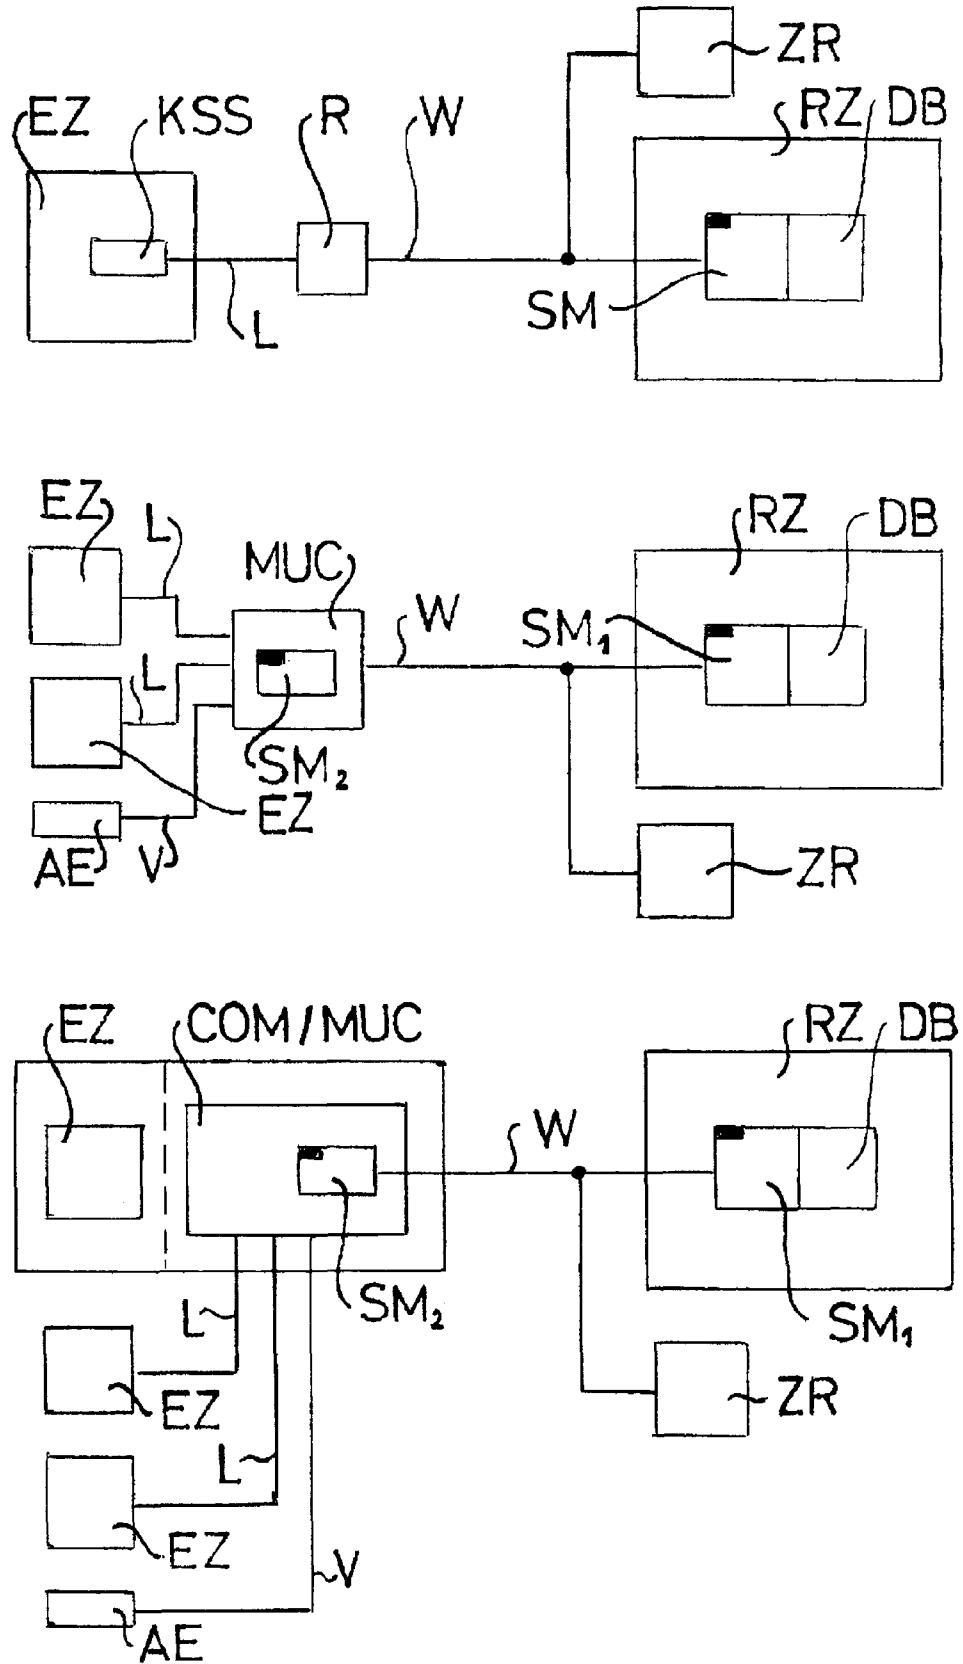 ZR
EZ KSS R W RZ DB
SM
L
EZ L MUC W RZ DB
SM₁
L
SM₂
EZ
AE V ZR
EZ COM/MUC W RZ DB
L SM₂ SM₁
EZ ZR
L
EZ V
AE